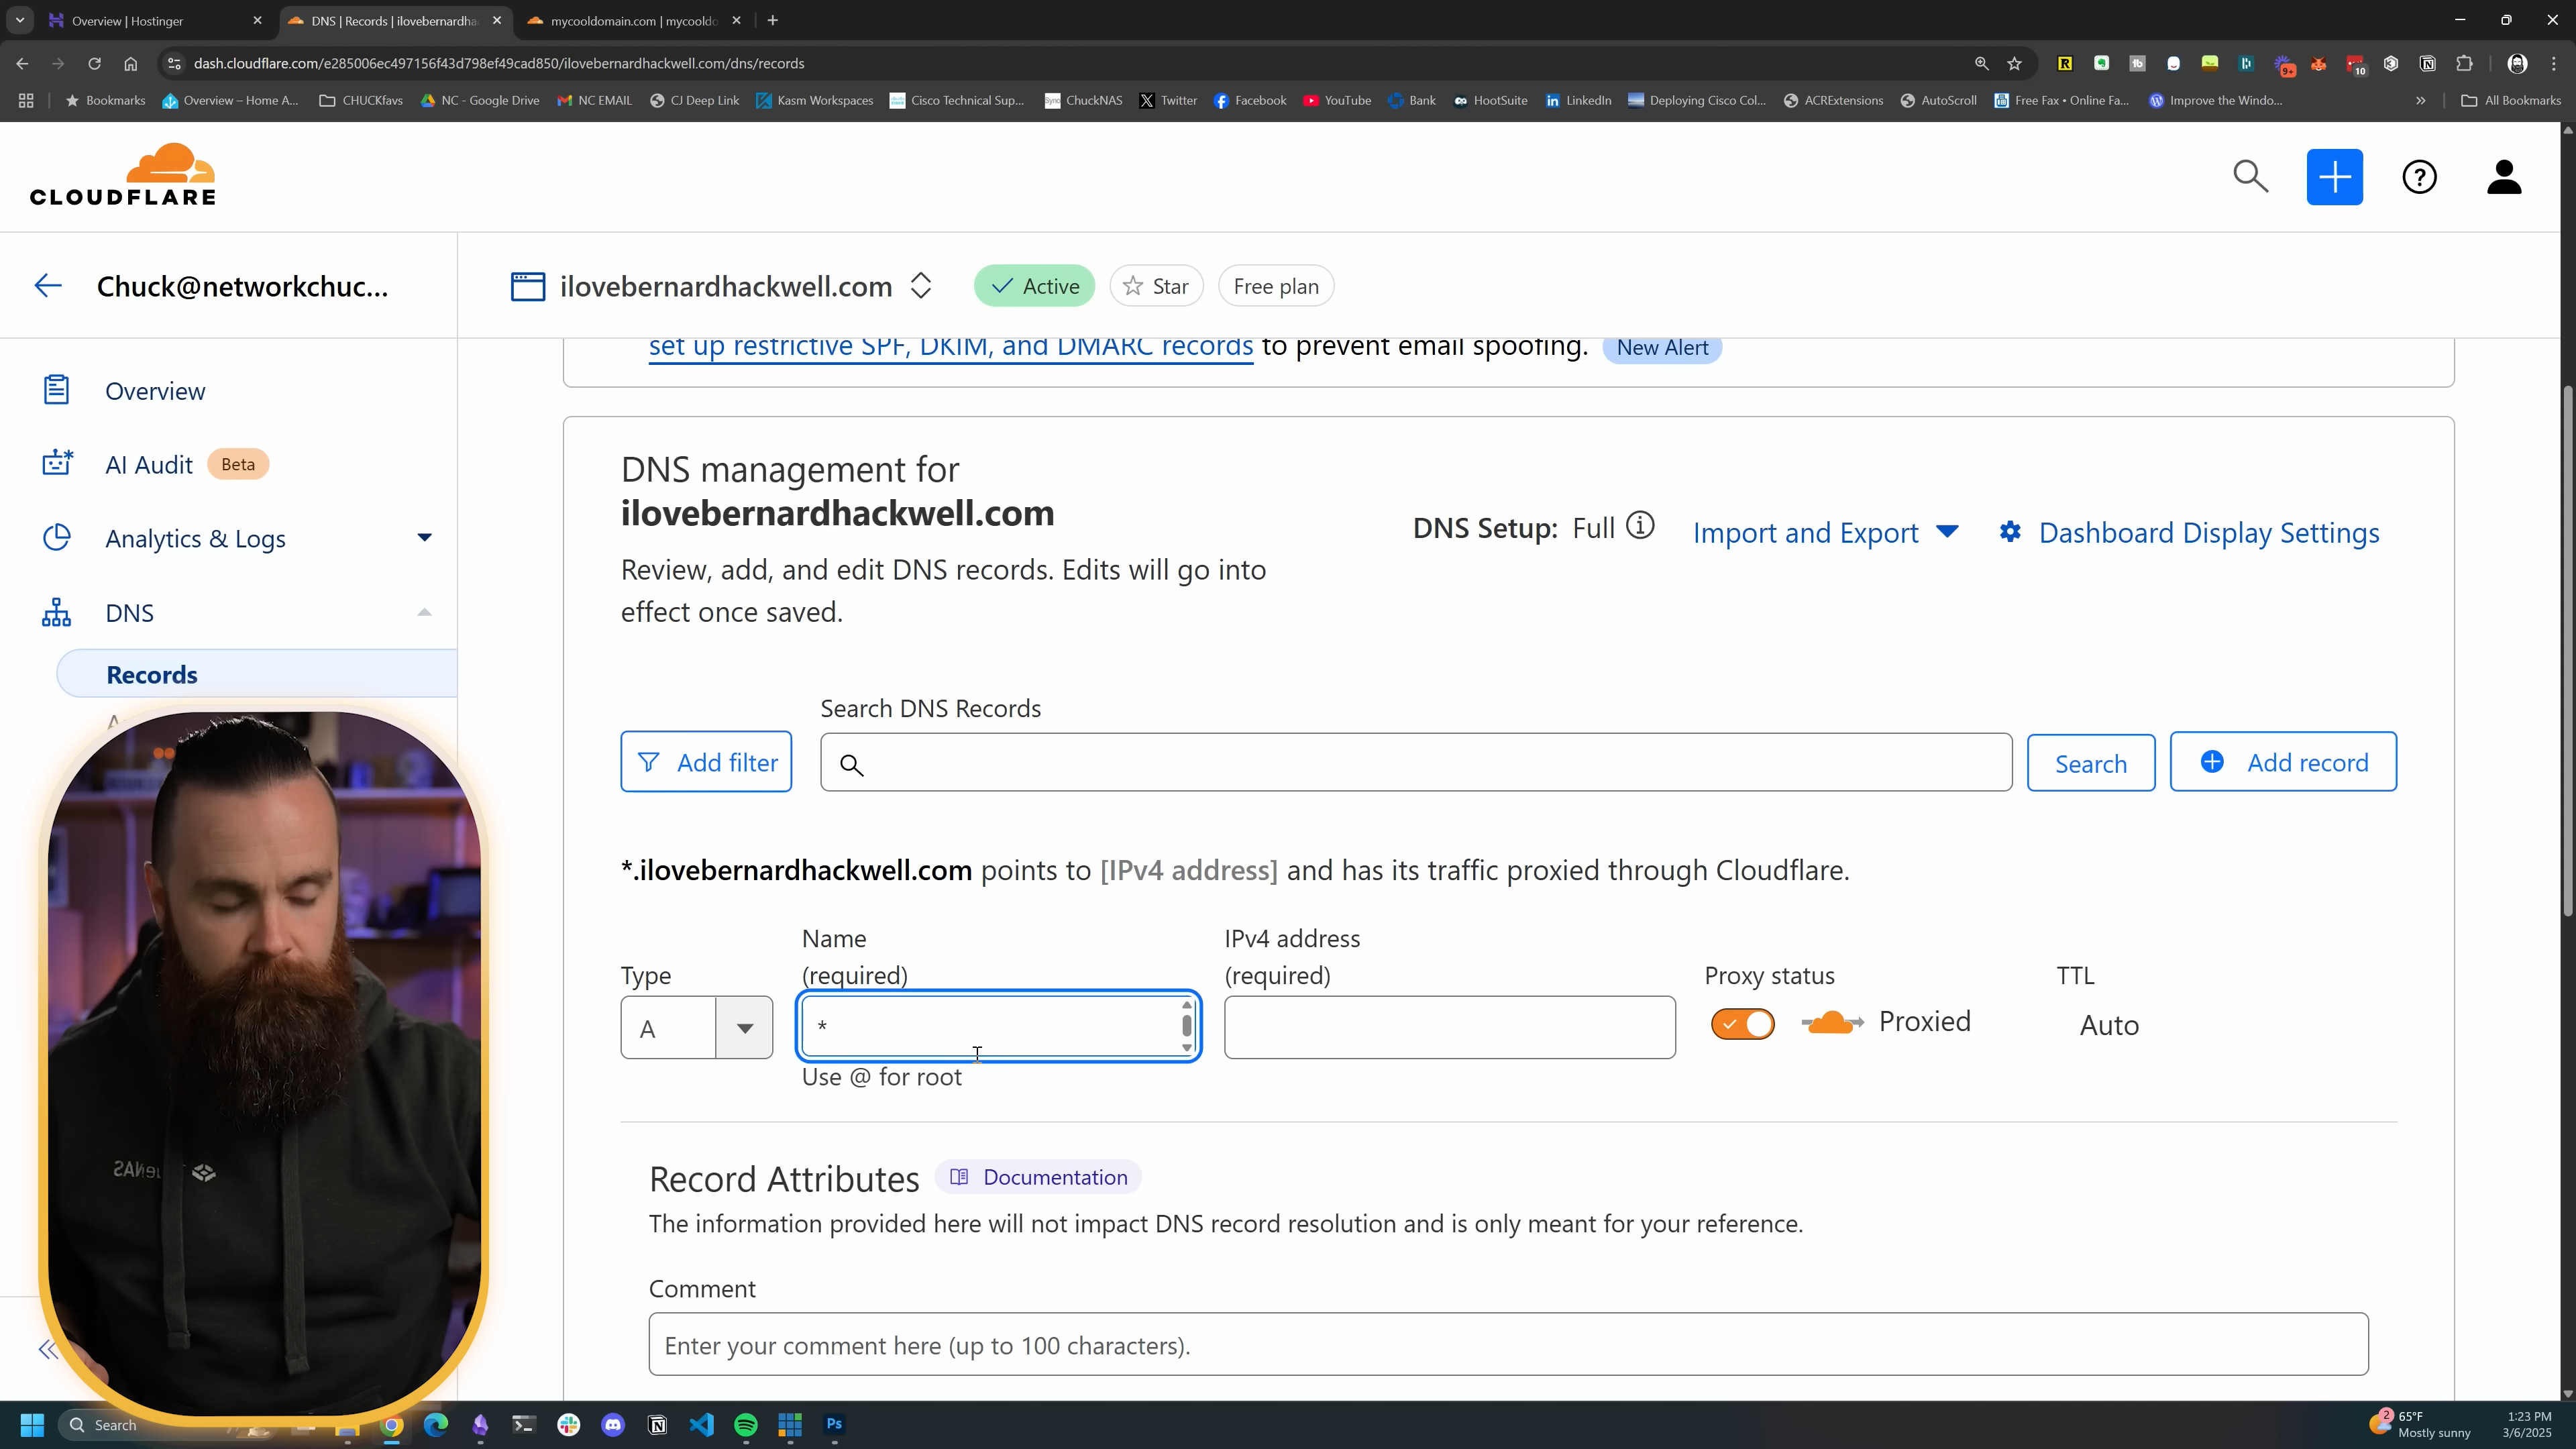 Overview | Hostinger
DNS | Records | ilovebernardha
mycooldomain.com | mycooldo
dash.cloudflare.com/e285006ec497156f43d798ef49cad850/ilovebernardhackwell.com/dns/records
9+
10
Bookmarks
Overview – Home A...
CHUCKfavs
NC - Google Drive
NC EMAIL
CJ Deep Link
Kasm Workspaces
Cisco Technical Sup...
ChuckNAS
Twitter
Facebook
YouTube
Bank
HootSuite
LinkedIn
Deploying Cisco Col...
ACRExtensions
AutoScroll
Free Fax • Online Fa...
Improve the Windo...
All Bookmarks
CLOUDFLARE
Chuck@networkchuc...
ilovebernardhackwell.com
Active
Star
Free plan
Overview
AI Audit Beta
Analytics & Logs
DNS
Records
set up restrictive SPF, DKIM, and DMARC records to prevent email spoofing. New Alert
DNS management for
ilovebernardhackwell.com
Review, add, and edit DNS records. Edits will go into
effect once saved.
DNS Setup: Full
Import and Export
Dashboard Display Settings
Search DNS Records
Add filter
Search
Add record
*.ilovebernardhackwell.com points to [IPv4 address] and has its traffic proxied through Cloudflare.
Type
Name
(required)
IPv4 address
(required)
Proxy status
TTL
A
*
Proxied
Auto
Use @ for root
Record Attributes
Documentation
The information provided here will not impact DNS record resolution and is only meant for your reference.
Comment
Enter your comment here (up to 100 characters).
Search
Ps
2
65°F
Mostly sunny
1:23 PM
3/6/2025